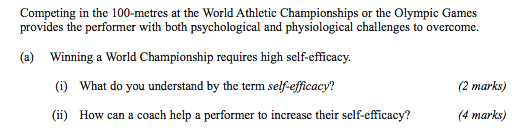 Competing in the 100-metres at the World Athletic Championships or the Olympic Games
provides the performer with both psychological and physiological challenges to overcome.
(a) Winning a World Championship requires high self-efficacy.
(i) What do you understand by the term self-efficacy? (2 marks)
(ii) How can a coach help a performer to increase their self-efficacy? (4 marks)